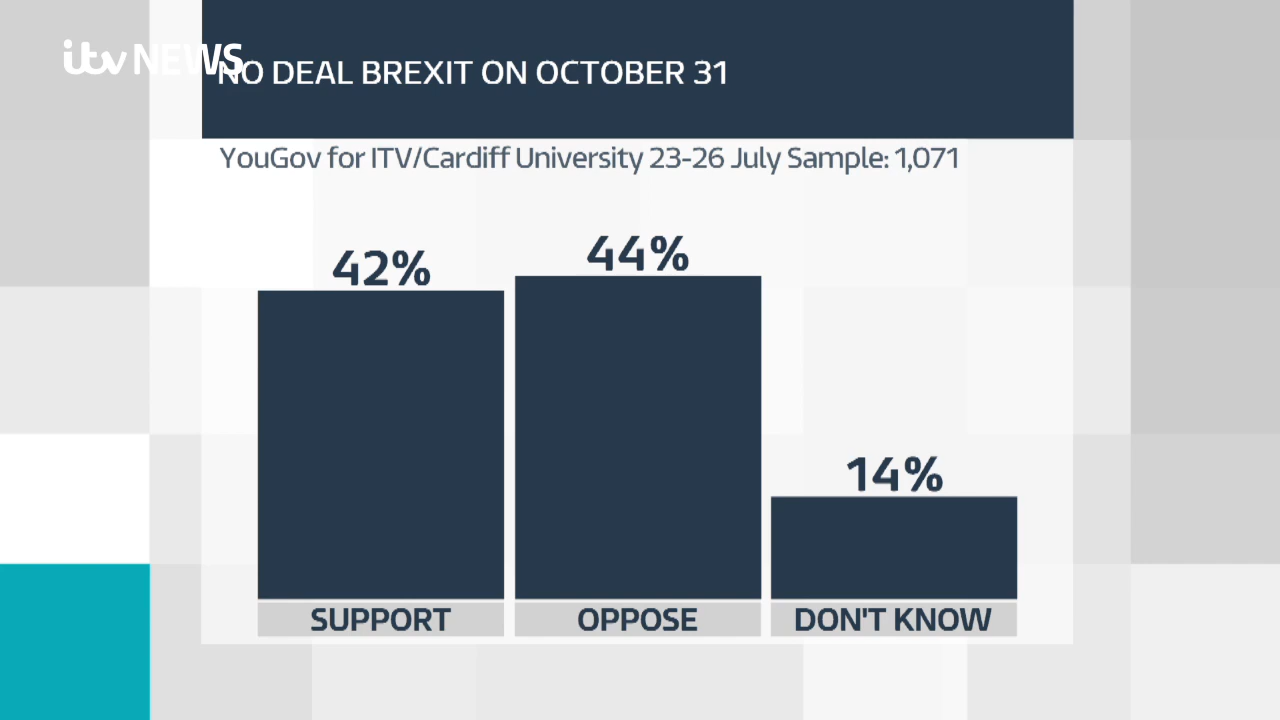 itv NEWS
NO DEAL BREXIT ON OCTOBER 31
YouGov for ITV/Cardiff University 23-26 July Sample: 1,071
42%
44%
14%
SUPPORT
OPPOSE
DON'T KNOW